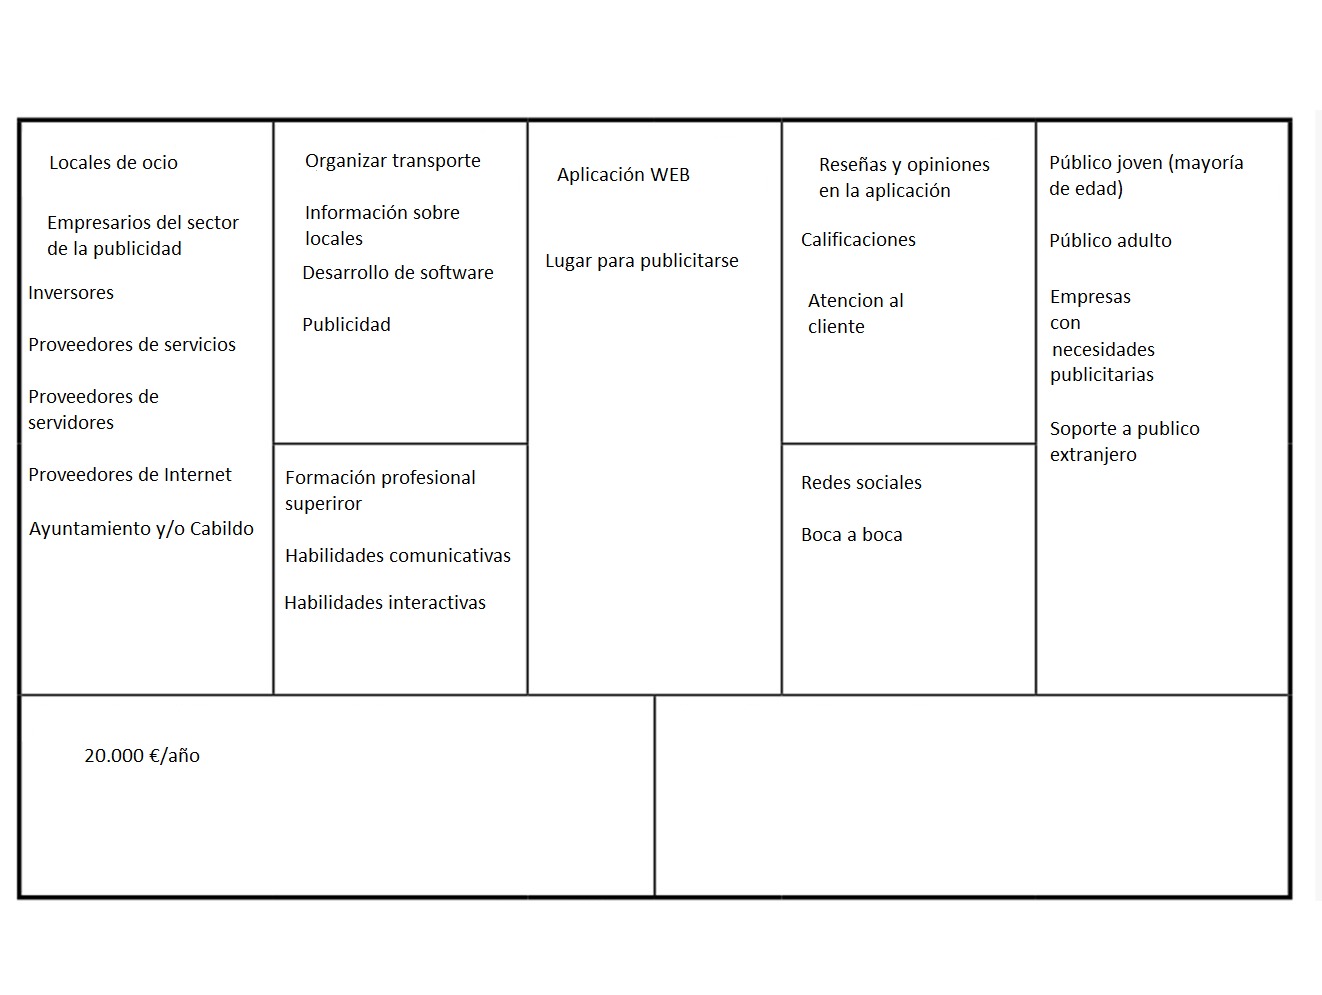 Locales de ocio
Empresarios del sector
de la publicidad
Inversores
Proveedores de servicios
Proveedores de
servidores
Proveedores de Internet
Ayuntamiento y/o Cabildo
Organizar transporte
Información sobre
locales
Desarrollo de software
Publicidad
Formación profesional
superiror
Habilidades comunicativas
Habilidades interactivas
Aplicación WEB
Lugar para publicitarse
Reseñas y opiniones
en la aplicación
Calificaciones
Atencion al
cliente
Redes sociales
Boca a boca
Público joven (mayoría
de edad)
Público adulto
Empresas
con
necesidades
publicitarias
Soporte a publico
extranjero
20.000 €/año